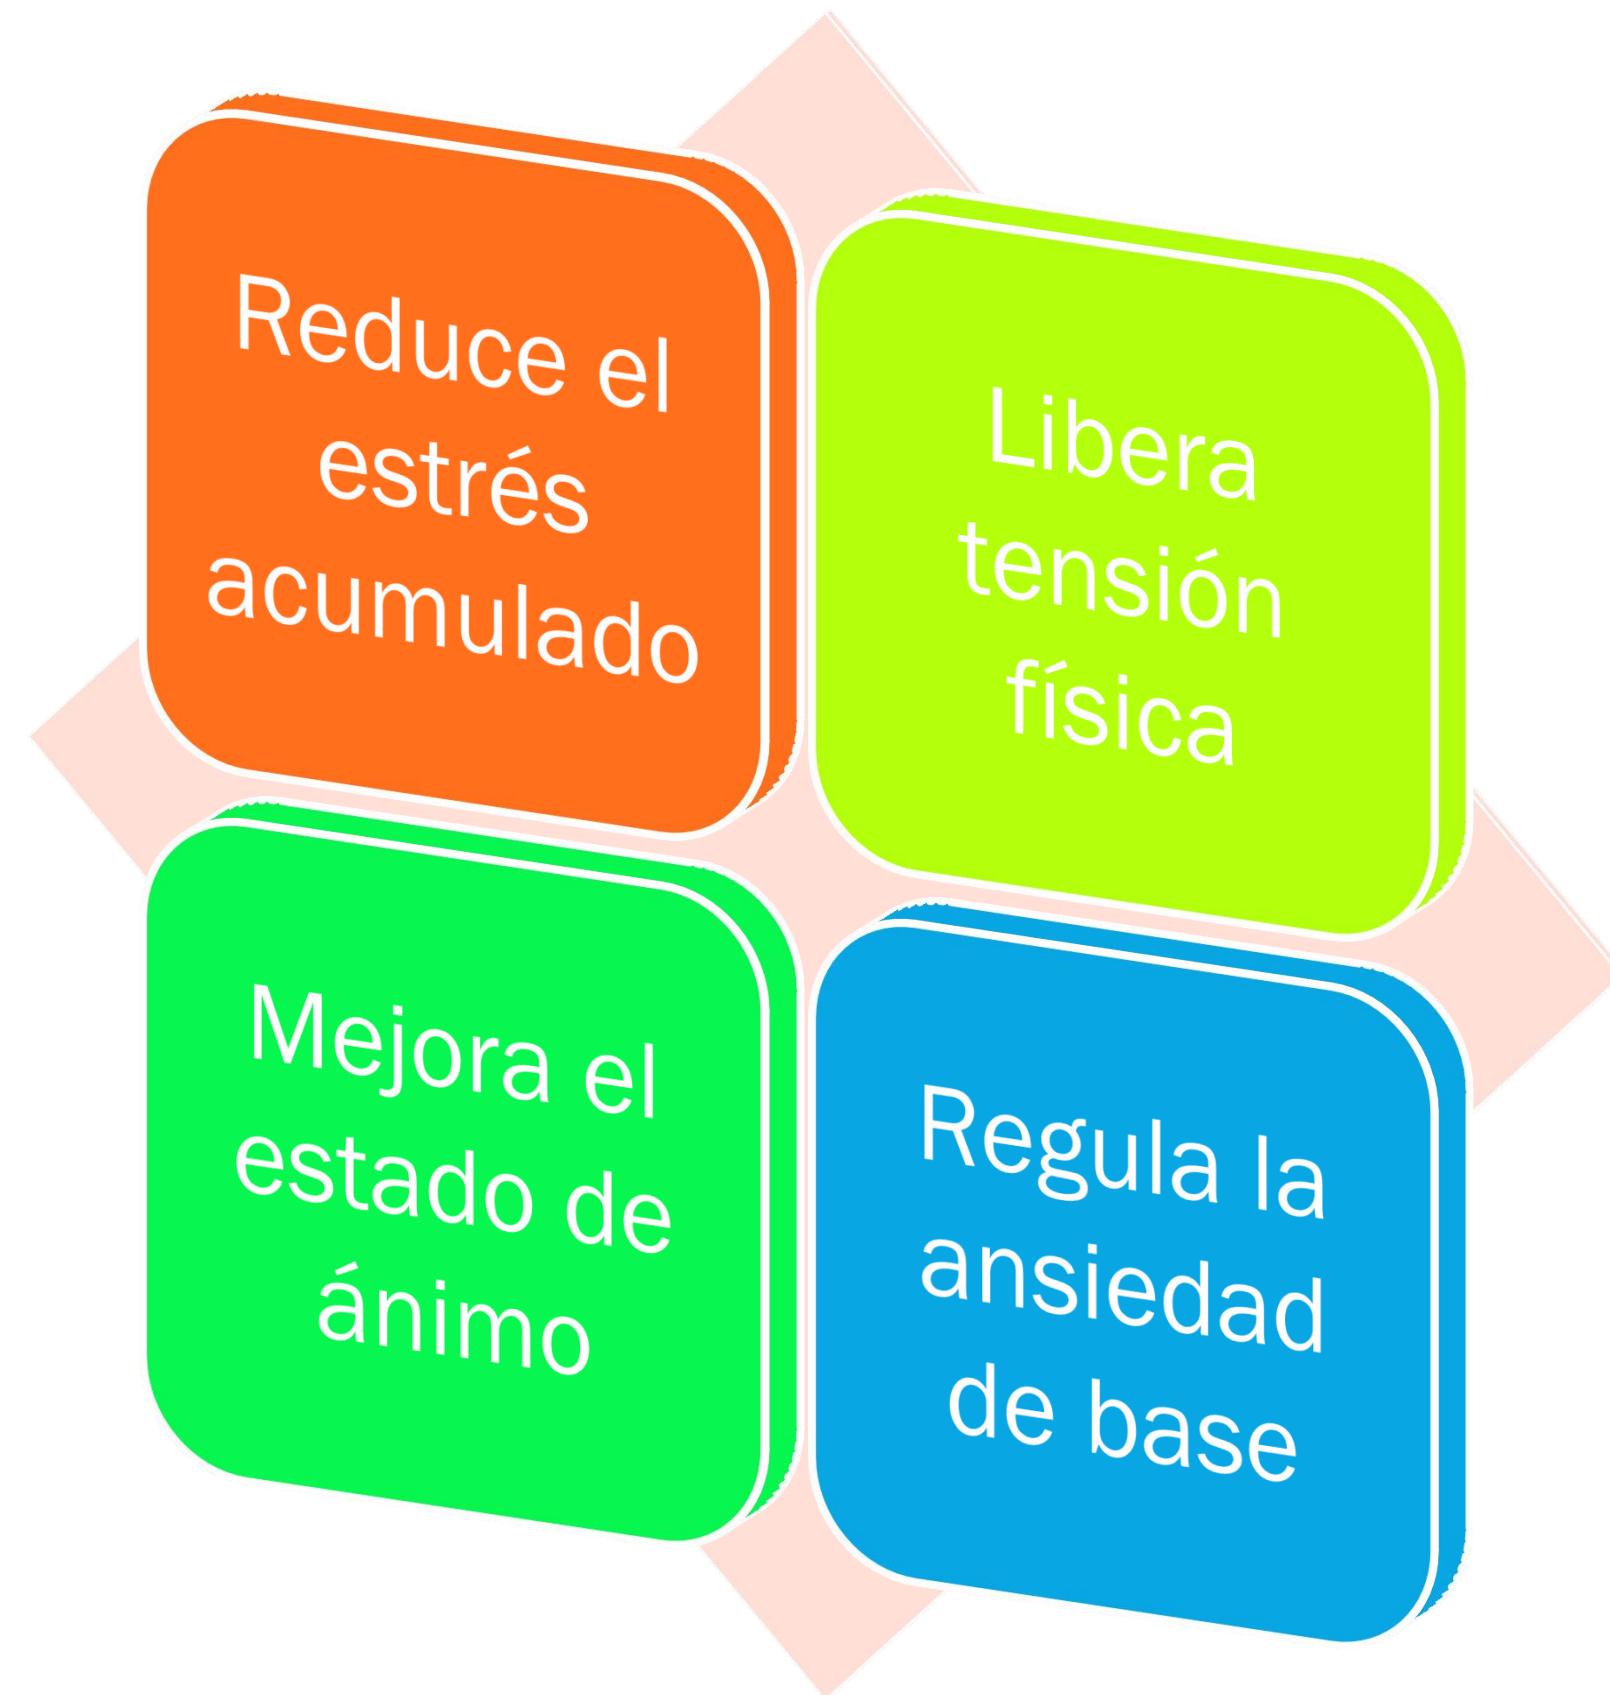 Reduce el
estrés
acumulado
Libera
tensión
física
Mejora el
estado de
ánimo
Regula la
ansiedad
de base